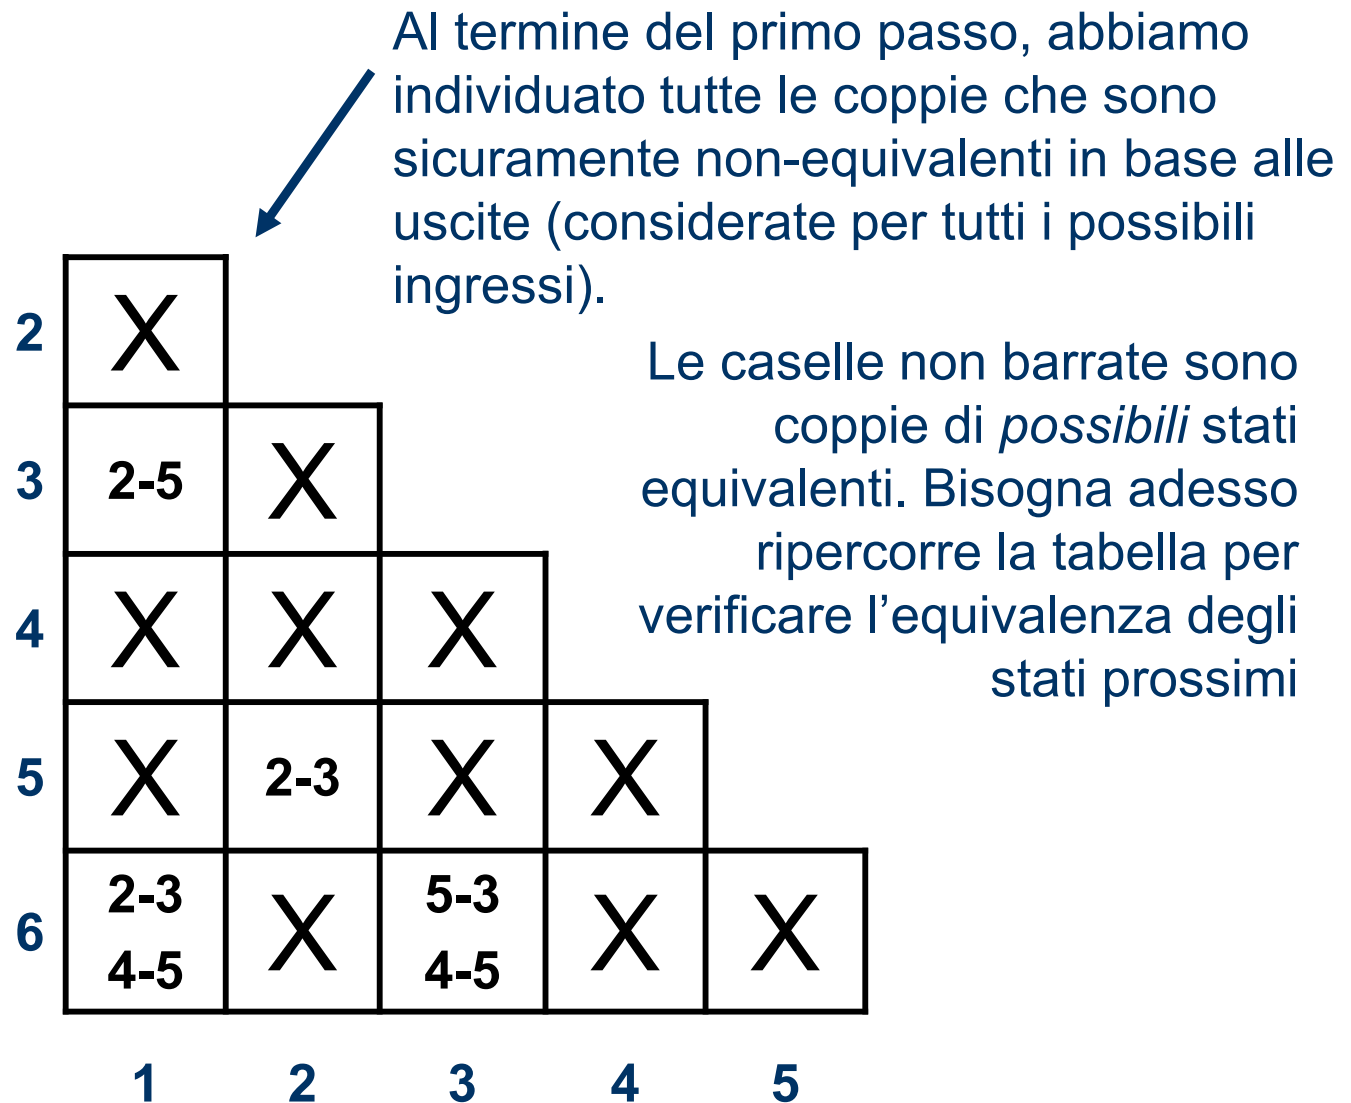 Al termine del primo passo, abbiamo
individuato tutte le coppie che sono
sicuramente non-equivalenti in base alle
uscite (considerate per tutti i possibili
ingressi).
Le caselle non barrate sono
coppie di possibili stati
equivalenti. Bisogna adesso
ripercorre la tabella per
verificare l’equivalenza degli
stati prossimi
2 X
3 2-5 X
4 X X X
5 X 2-3 X X
2-3 5-3
6 X X X
4-5 4-5
1 2 3 4 5